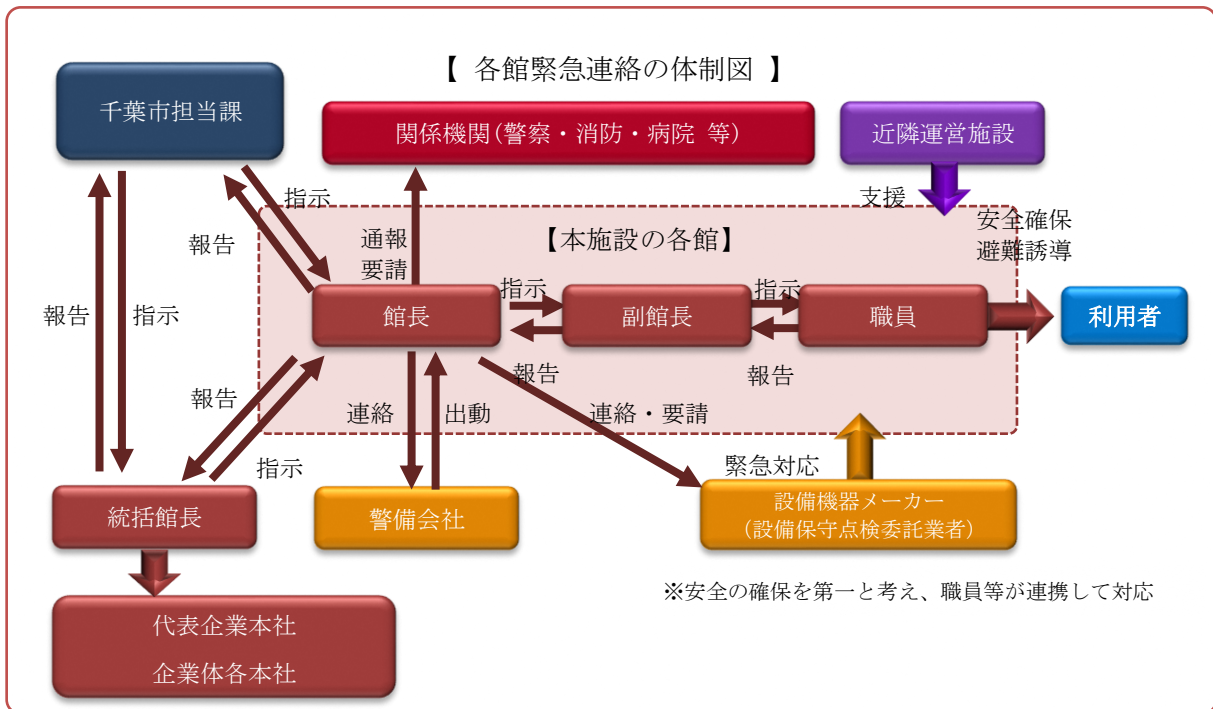 【 各館緊急連絡の体制図 】
千葉市担当課
関係機関(警察・消防・病院 等)
近隣運営施設
指示
支援
安全確保
避難誘導
報告
通報
要請
【本施設の各館】
報告
指示
館長
指示
副館長
指示
職員
利用者
報告
報告
報告
連絡
出動
連絡・要請
指示
緊急対応
統括館長
警備会社
設備機器メーカー
(設備保守点検委託業者)
※安全の確保を第一と考え、職員等が連携して対応
代表企業本社
企業体各本社